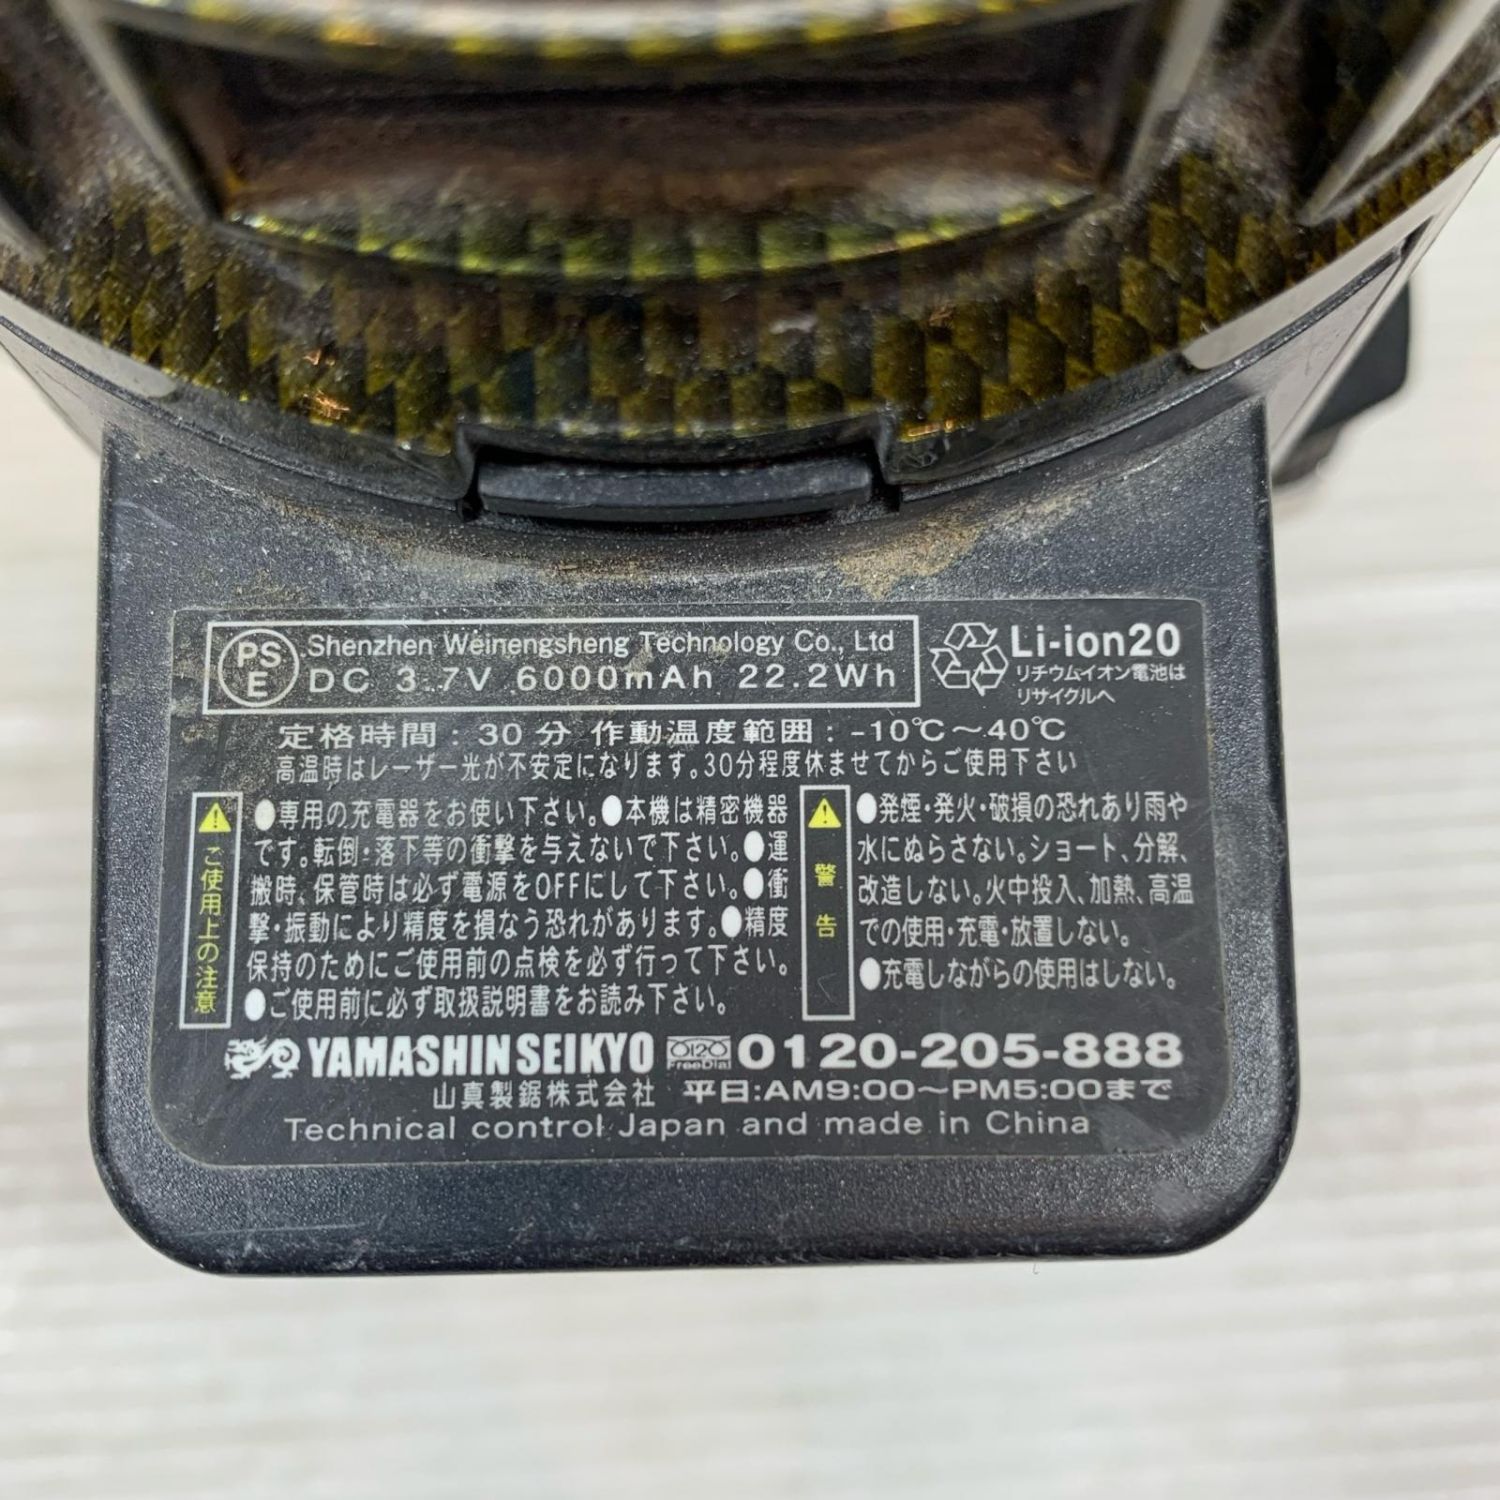 PS
E
Shenzhen Weinengsheng Technology Co., Ltd
DC 3.7V 6000mAh 22.2Wh
Li-ion20
リチウムイオン電池は
リサイクルへ
定格時間：30分 作動温度範囲：-10℃～40℃
高温時はレーザー光が不安定になります。30分程度休ませてからご使用下さい
ご使用上の注意
●専用の充電器をお使い下さい。●本機は精密機器
です。転倒・落下等の衝撃を与えないで下さい。●運
搬時、保管時は必ず電源をOFFにして下さい。●衝
撃・振動により精度を損なう恐れがあります。●精度
保持のためにご使用前の点検を必ず行って下さい。
●ご使用前に必ず取扱説明書をお読み下さい。
警告
●発煙・発火・破損の恐れあり雨や
水にぬらさない。ショート、分解、
改造しない。火中投入、加熱、高温
での使用・充電・放置しない。
●充電しながらの使用はしない。
YAMASHIN SEIKYO
0120
FreeDial
0120-205-888
山真製鋸株式会社 平日:AM9:00～PM5:00まで
Technical control Japan and made in China